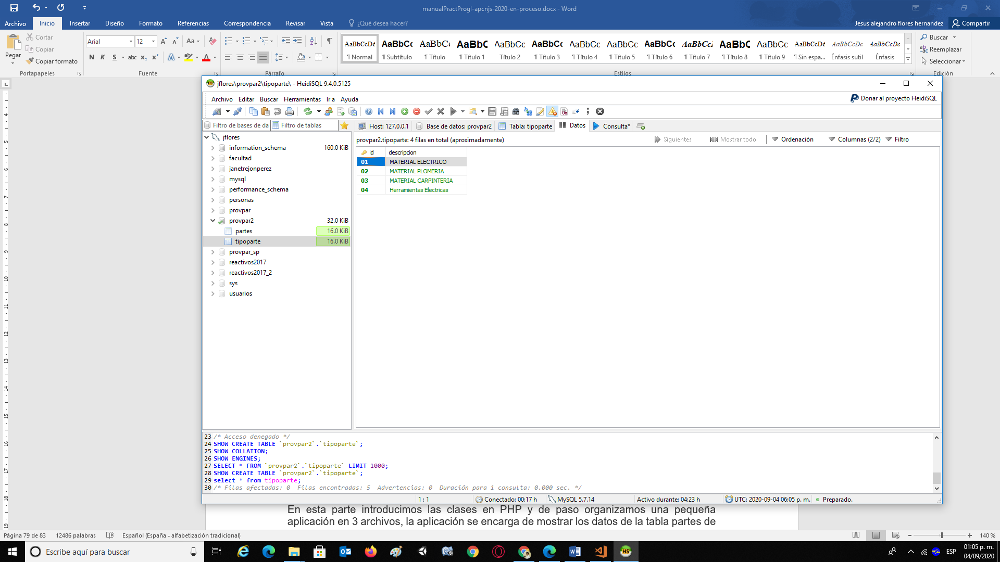 manualPractProgI-apcnjs-2020-en-proceso.docx - Word
Archivo Inicio Insertar Diseño Formato Referencias Correspondencia Revisar Vista ¿Qué desea hacer? Jesus alejandro flores hernandez Compartir
Pegar
Cortar
Copiar
Copiar formato
Portapapeles
Arial 12
N K S abc
Fuente
Párrafo
AaBbCcDd ¶ Normal
AaBbCc ¶ Subtítulo
AaBbCc ¶ Título
AaBbC ¶ Título 1
AaBbCc Título 2
AaBbCc ¶ Título 3
AaBbCc ¶ Título 4
AaBbCc ¶ Título 5
AaBbCc ¶ Título 6
AaBbCc. ¶ Título 7
AaBbC ¶ Título 8
AaBbCc ¶ Título 9
AaBbCcDd ¶ Sin espa...
AaBbCcDc Énfasis sutil
AaBbCcDc Énfasis
Estilos
Buscar
Reemplazar
Seleccionar
Edición
jflores\provpar2\tipoparte\ - HeidiSQL 9.4.0.5125
Archivo Editar Buscar Herramientas Ir a Ayuda Donar al proyecto HeidiSQL
Filtro de bases de da Filtro de tablas
Host: 127.0.0.1 Base de datos: provpar2 Tabla: tipoparte Datos Consulta*
provpar2.tipoparte: 4 filas en total (aproximadamente) Siguientes Mostrar todo Ordenación Columnas (2/2) Filtro
jflores
information_schema 160.0 KiB
facultad
janetrejonperez
mysql
performance_schema
personas
provpar
provpar2 32.0 KiB
partes 16.0 KiB
tipoparte 16.0 KiB
provpar_sp
reactivos2017
reactivos2017_2
sys
usuarios
id descripcion
01 MATERIAL ELECTRICO
02 MATERIAL PLOMERIA
03 MATERIAL CARPINTERIA
04 Herramientas Electricas
23 /* Acceso denegado */
24 SHOW CREATE TABLE `provpar2`.`tipoparte`;
25 SHOW COLLATION;
26 SHOW ENGINES;
27 SELECT * FROM `provpar2`.`tipoparte` LIMIT 1000;
28 SHOW CREATE TABLE `provpar2`.`tipoparte`;
29 select * from tipoparte;
30 /* Filas afectadas: 0 Filas encontradas: 5 Advertencias: 0 Duración para 1 consulta: 0.000 sec. */
1 : 1 Conectado: 00:17 h MySQL 5.7.14 Activo durante: 04:23 h UTC: 2020-09-04 06:05 p. m. Preparado.
En esta parte introducimos las clases en PHP y de paso organizamos una pequeña
aplicación en 3 archivos, la aplicación se encarga de mostrar los datos de la tabla partes de
Página 79 de 83 12486 palabras Español (España - alfabetización tradicional) 140 %
Escribe aquí para buscar ESP 01:05 p. m.
04/09/2020